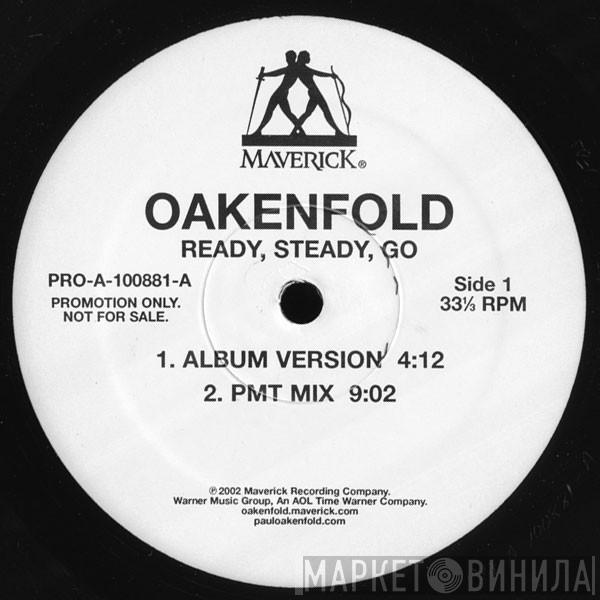 MAVERICK®
OAKENFOLD
READY, STEADY, GO
PRO-A-100881-A
PROMOTION ONLY.
NOT FOR SALE.
Side 1
33⅓ RPM
1. ALBUM VERSION 4:12
2. PMT MIX 9:02
℗2002 Maverick Recording Company.
Warner Music Group, An AOL Time Warner Company.
oakenfold.maverick.com
pauloakenfold.com
МАРКЕТ ВИНИЛА